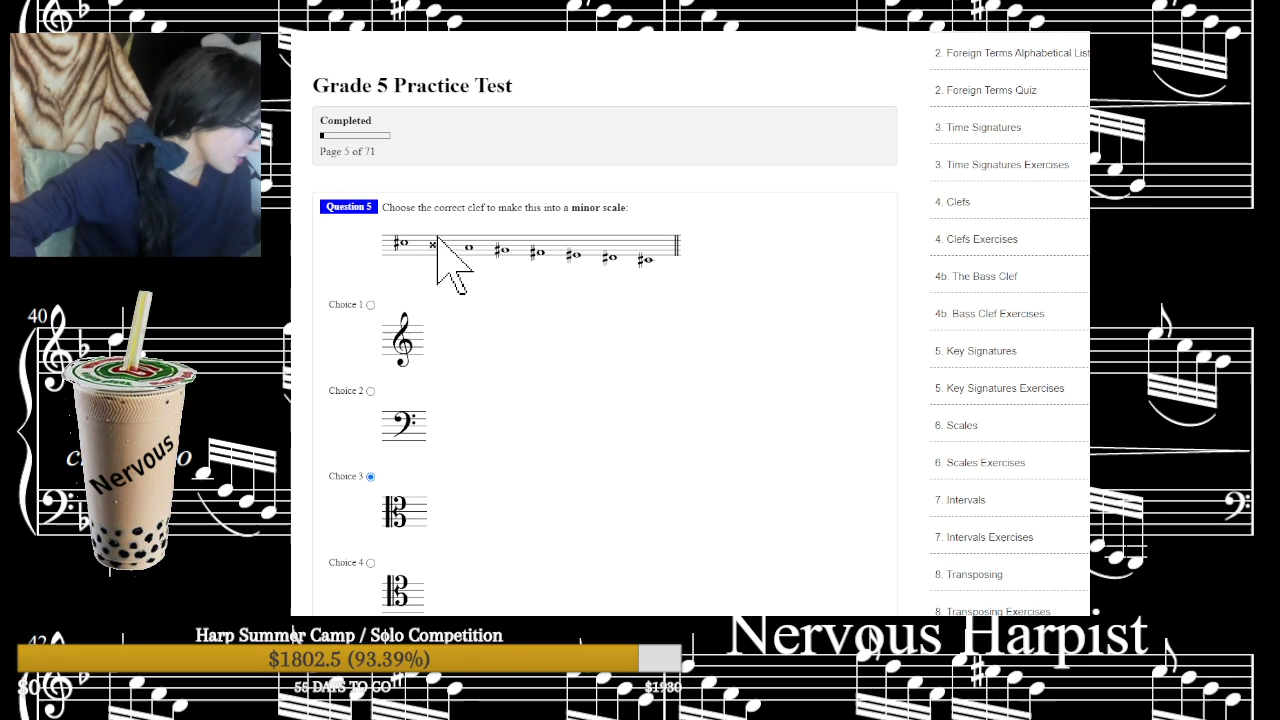 2. Foreign Terms Alphabetical List
Grade 5 Practice Test
2. Foreign Terms Quiz
Completed
3. Time Signatures
Page 5 of 71
3. Time Signatures Exercises
Question 5 Choose the correct clef to make this into a minor scale:
4. Clefs
4. Clefs Exercises
4b. The Bass Clef
Choice 1
4b. Bass Clef Exercises
40
5. Key Signatures
Choice 2
5. Key Signatures Exercises
6. Scales
Nervous
6. Scales Exercises
Choice 3
7. Intervals
7. Intervals Exercises
Choice 4
8. Transposing
8. Transposing Exercises
Harp Summer Camp / Solo Competition
Nervous Harpist
42
$1802.5 (93.39%)
$0
55 DAYS TO GO
$1930